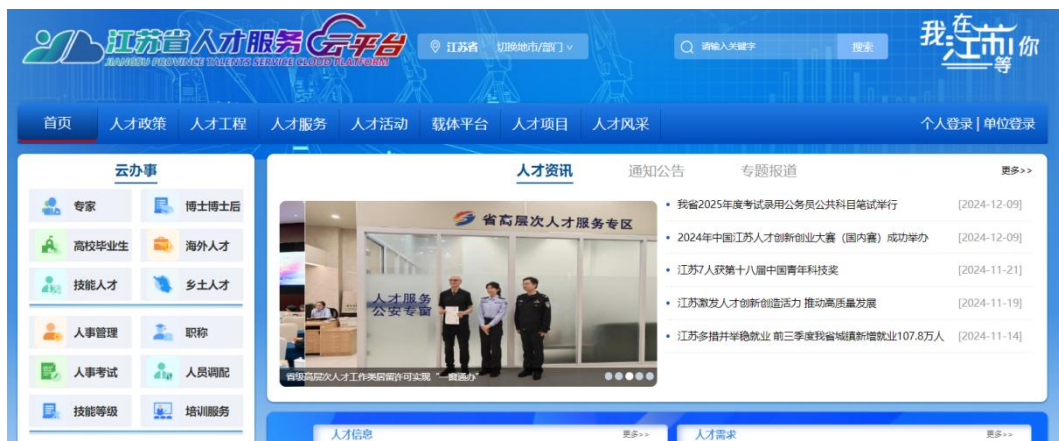 江苏省人才服务云平台
JIANGSU PROVINCE TALENTS SERVICE CLOUD PLATFORM
江苏省 切换地市/部门
请输入关键字 搜索
我在江苏等你
首页 人才政策 人才工程 人才服务 人才活动 载体平台 人才项目 人才风采 个人登录 | 单位登录
云办事
专家 博士博士后
高校毕业生 海外人才
技能人才 乡土人才
人事管理 职称
人事考试 人员调配
技能等级 培训服务
人才资讯 通知公告 专题报道 更多>>
省高层次人才服务专区
人才服务
公安专窗
省级高层次人才工作类居留许可实现“一窗通办”
我省2025年度考试录用公务员公共科目笔试举行 [2024-12-09]
2024年中国江苏人才创新创业大赛（国内赛）成功举办 [2024-12-09]
江苏7人获第十八届中国青年科技奖 [2024-11-21]
江苏激发人才创新创造活力 推动高质量发展 [2024-11-19]
江苏多措并举稳就业 前三季度我省城镇新增就业107.8万人 [2024-11-14]
人才信息 更多>> 人才需求 更多>>